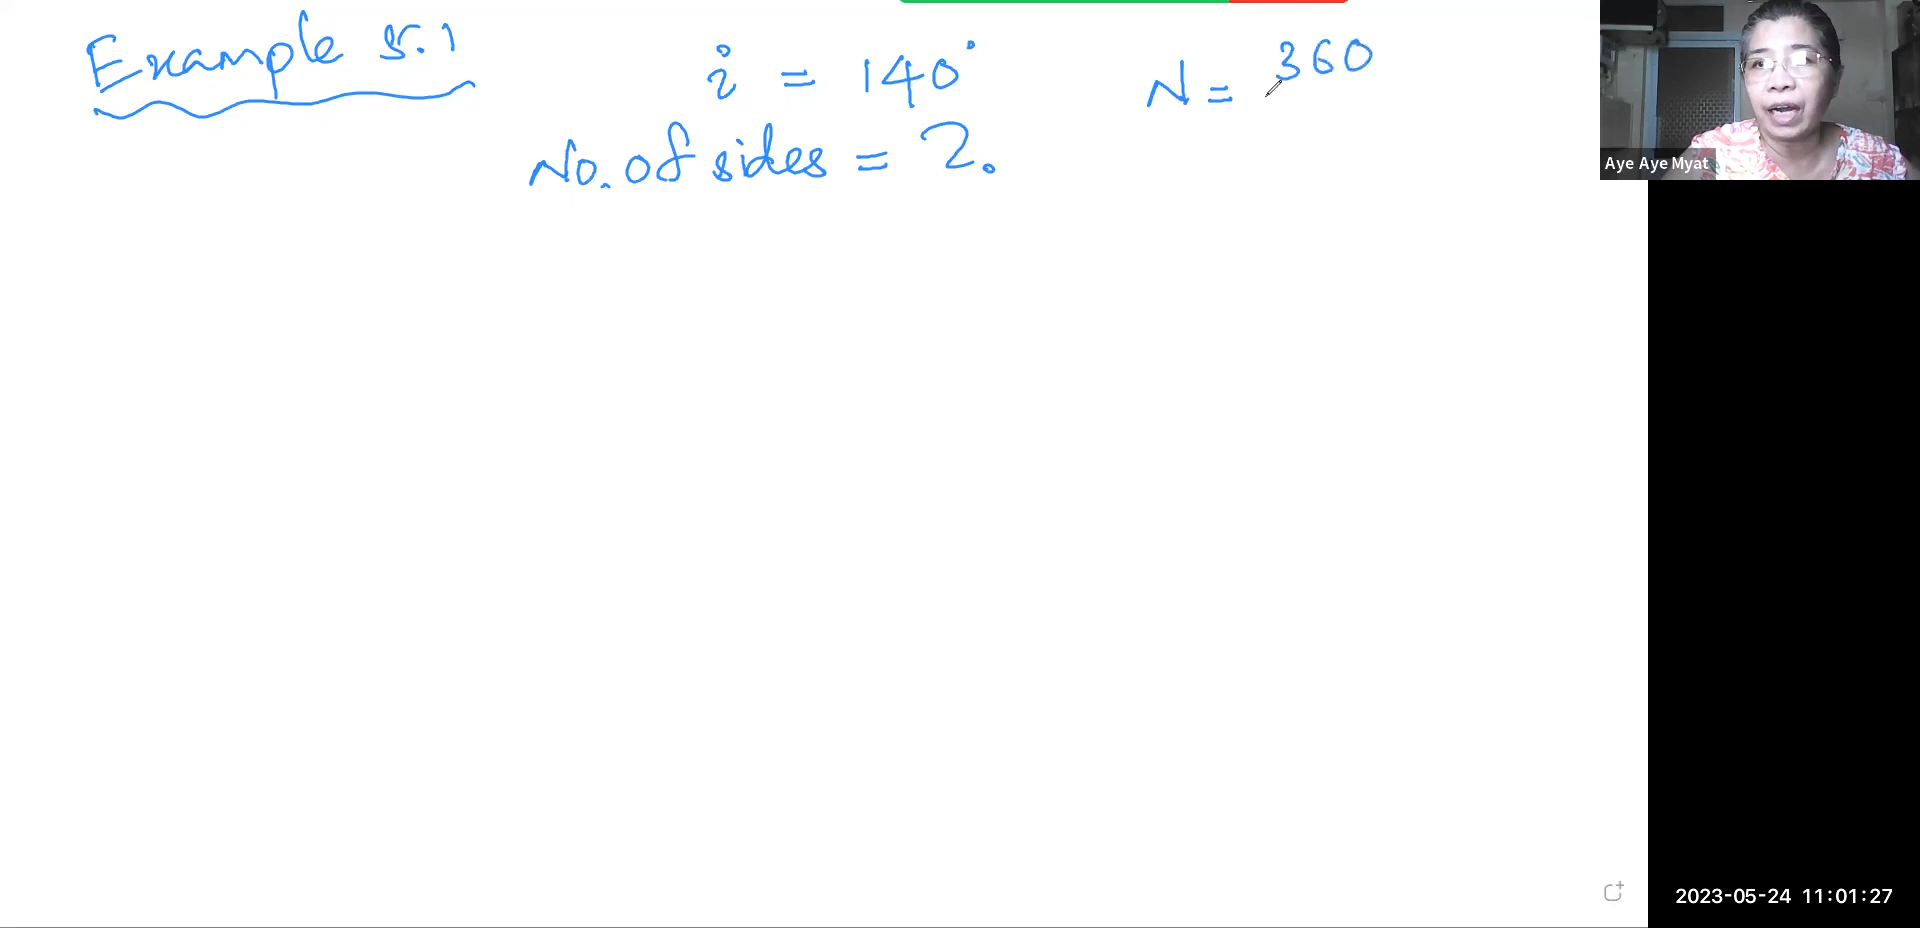 Example 5.1
i = 140°
N = 360
No. of sides = ?
Aye Aye Myat
2023-05-24 11:01:27